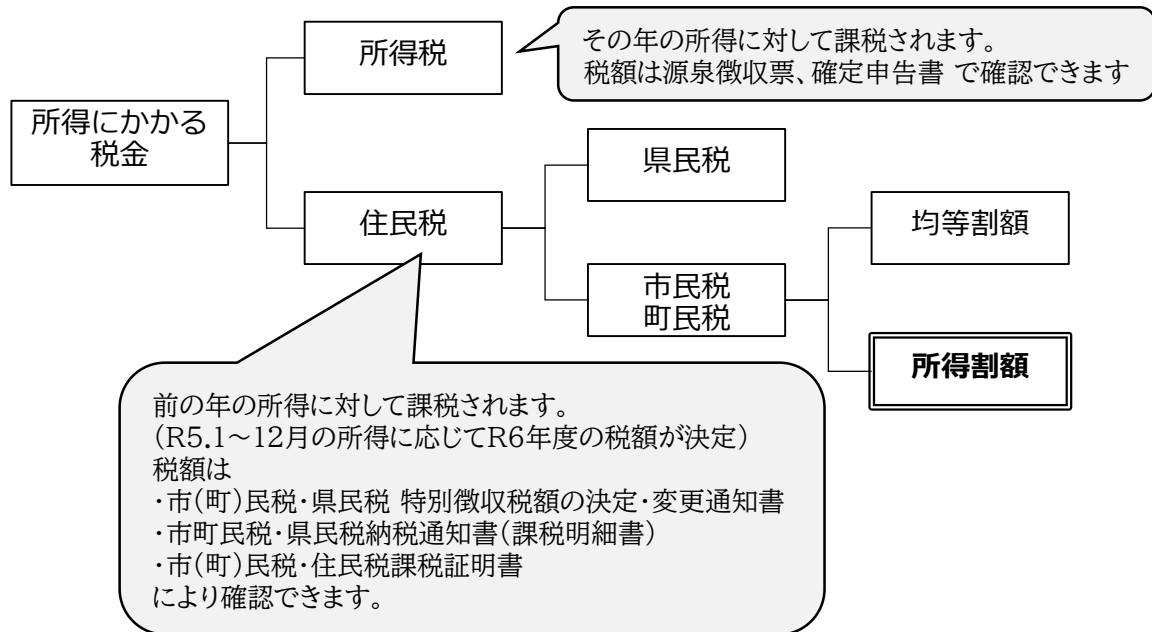 所得税
その年の所得に対して課税されます。
税額は源泉徴収票、確定申告書 で確認できます
所得にかかる
税金
県民税
住民税
均等割額
市民税
町民税
所得割額
前の年の所得に対して課税されます。
(R5.1～12月の所得に応じてR6年度の税額が決定)
税額は
・市(町)民税・県民税 特別徴収税額の決定・変更通知書
・市町民税・県民税納税通知書(課税明細書)
・市(町)民税・住民税課税証明書
により確認できます。